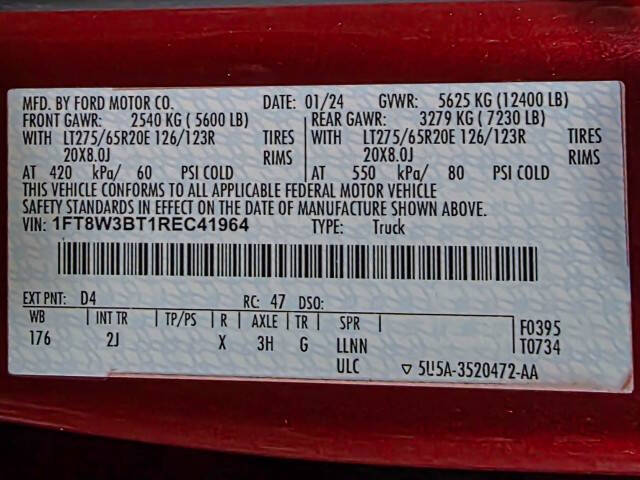 MFD. BY FORD MOTOR CO. DATE: 01/24 GVWR: 5625 KG (12400 LB)
FRONT GAWR: 2540 KG ( 5600 LB) REAR GAWR: 3279 KG ( 7230 LB)
WITH LT275/65R20E 126/123R TIRES WITH LT275/65R20E 126/123R TIRES
20X8.0J RIMS 20X8.0J RIMS
AT 420 kPa/ 60 PSI COLD AT 550 kPa/ 80 PSI COLD
THIS VEHICLE CONFORMS TO ALL APPLICABLE FEDERAL MOTOR VEHICLE
SAFETY STANDARDS IN EFFECT ON THE DATE OF MANUFACTURE SHOWN ABOVE.
VIN: 1FT8W3BT1REC41964 TYPE: Truck
EXT PNT: D4 RC: 47 DSO:
WB INT TR TP/PS R AXLE TR SPR F0395
176 2J X 3H G LLNN T0734
ULC ▽ 5U5A-3520472-AA